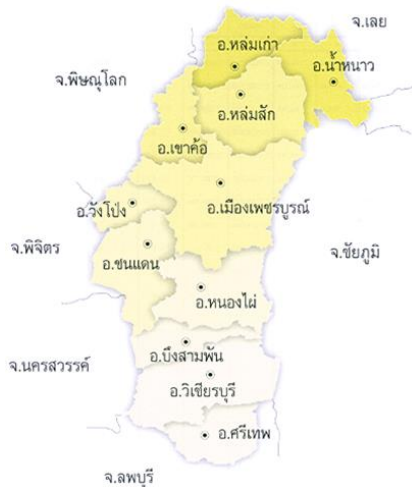 จ.เลย
อ.หล่มเก่า
อ.น้ำหนาว
จ.พิษณุโลก
อ.หล่มสัก
อ.เขาค้อ
อ.วังโป่ง
อ.เมืองเพชรบูรณ์
จ.พิจิตร
อ.ชนแดน
จ.ชัยภูมิ
อ.หนองไผ่
อ.บึงสามพัน
จ.นครสวรรค์
อ.วิเชียรบุรี
อ.ศรีเทพ
จ.ลพบุรี